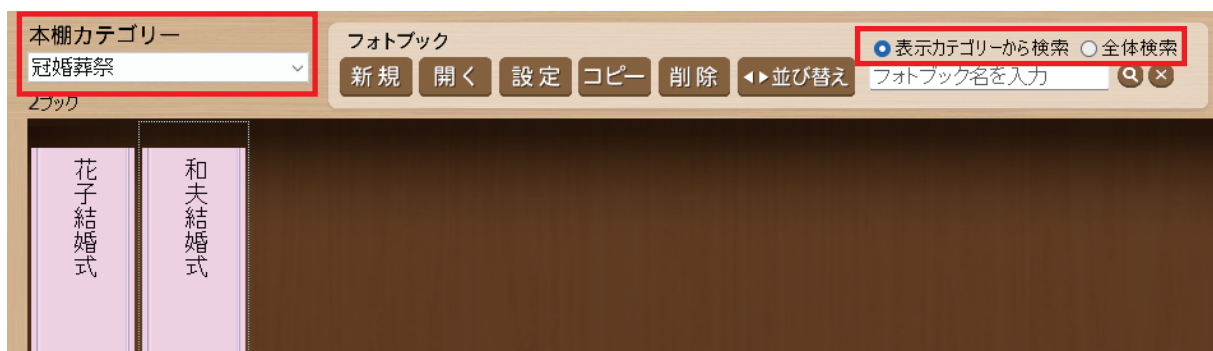 本棚カテゴリー
冠婚葬祭
2ブック
フォトブック
新規 開く 設定 コピー 削除 並び替え
表示カテゴリーから検索 全体検索
フォトブック名を入力
花子結婚式
和夫結婚式